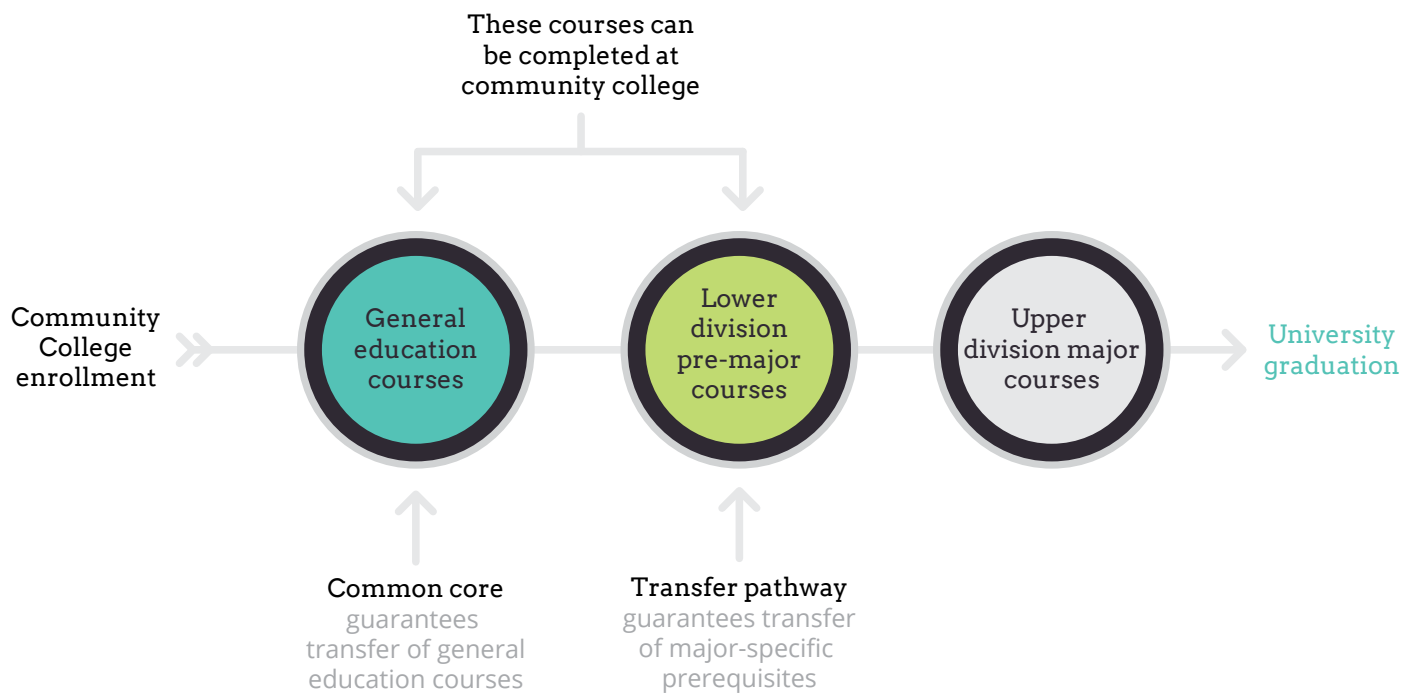 These courses can
be completed at
community college
Community
College
enrollment
General
education
courses
Lower
division
pre-major
courses
Upper
division major
courses
University
graduation
Common core
guarantees
transfer of general
education courses
Transfer pathway
guarantees transfer
of major-specific
prerequisites